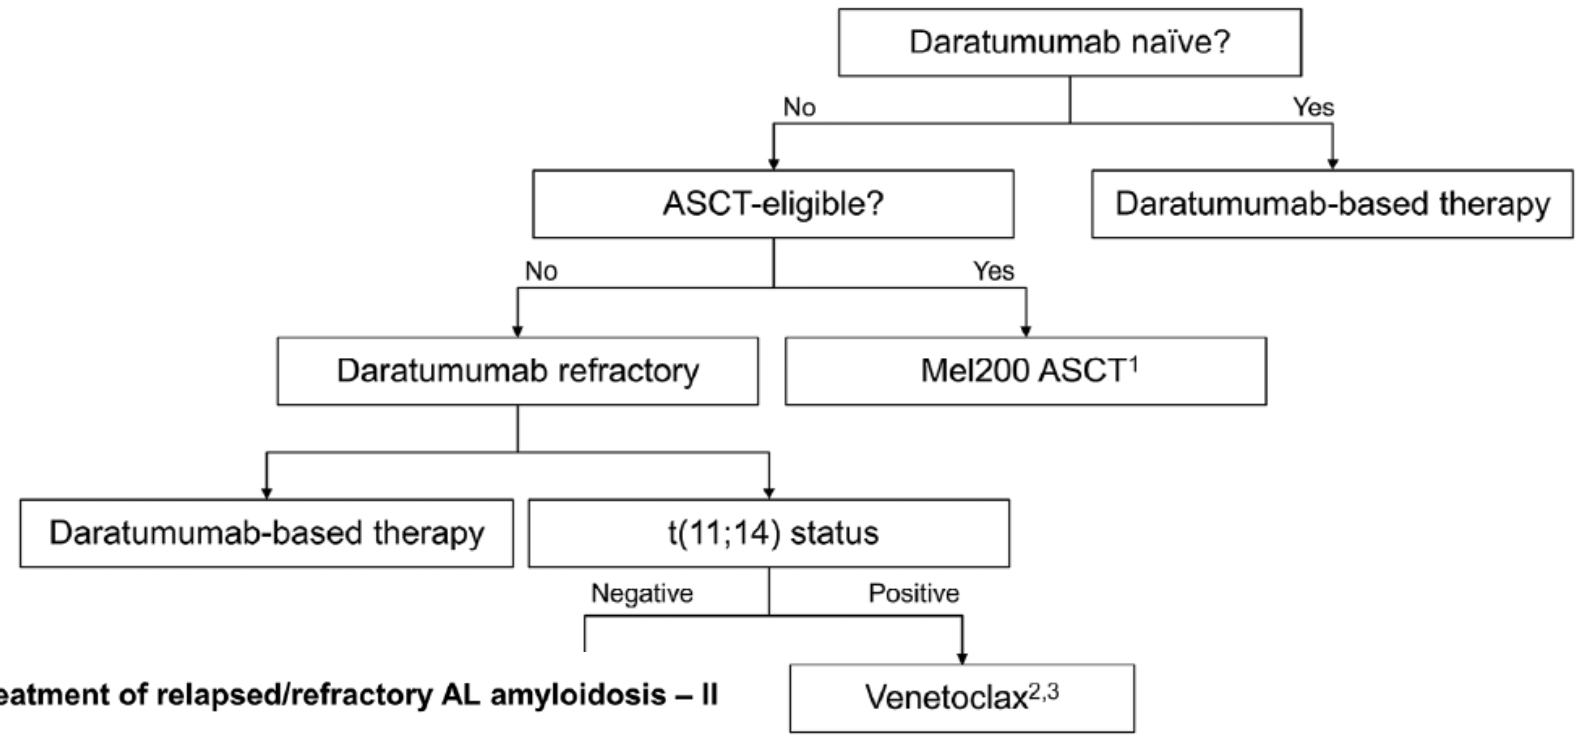 Daratumumab naïve?
No
Yes
ASCT-eligible?
Daratumumab-based therapy
No
Yes
Daratumumab refractory
Mel200 ASCT¹
Daratumumab-based therapy
t(11;14) status
Negative
Positive
eatment of relapsed/refractory AL amyloidosis – II
Venetoclax²,³